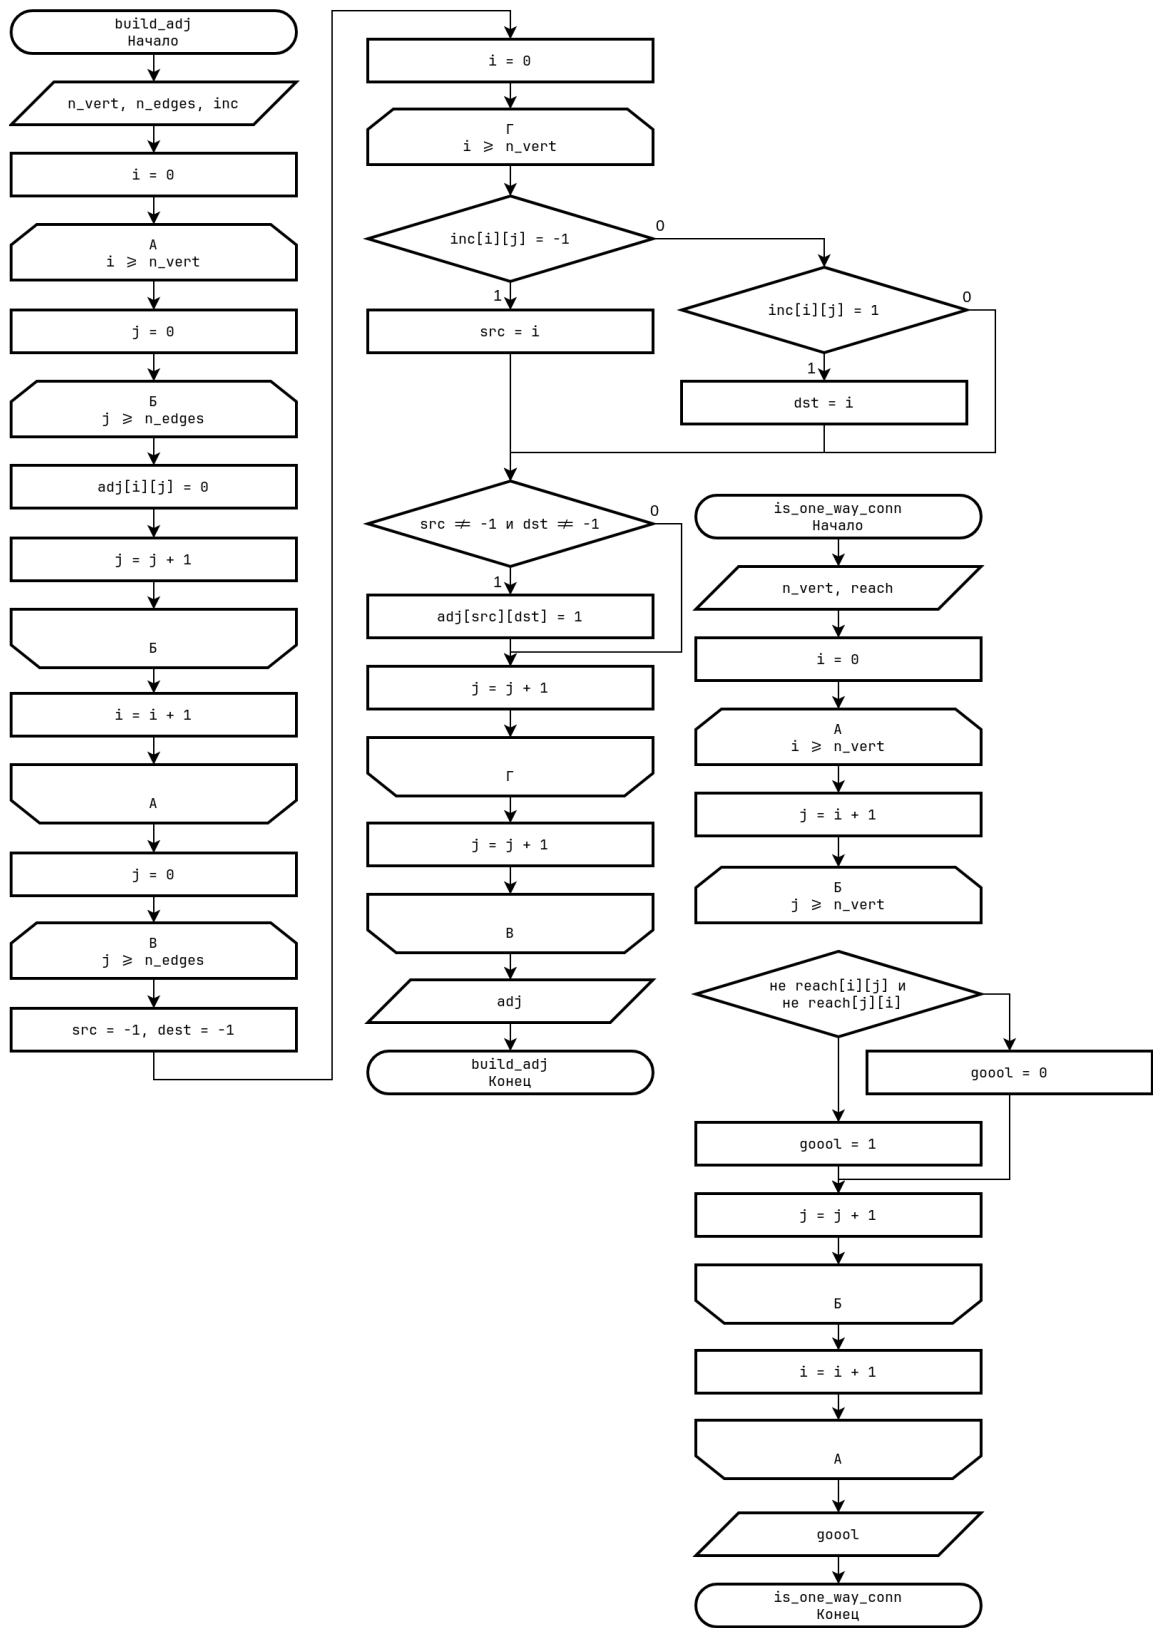 build_adj
Начало
n_vert, n_edges, inc
i = 0
А
i ⩾ n_vert
j = 0
Б
j ⩾ n_edges
adj[i][j] = 0
j = j + 1
Б
i = i + 1
А
j = 0
В
j ⩾ n_edges
src = -1, dest = -1
i = 0
Г
i ⩾ n_vert
inc[i][j] = -1
0
1
src = i
inc[i][j] = 1
0
1
dst = i
src ≠ -1 и dst ≠ -1
0
1
adj[src][dst] = 1
j = j + 1
Г
j = j + 1
В
adj
build_adj
Конец
is_one_way_conn
Начало
n_vert, reach
i = 0
А
i ⩾ n_vert
j = i + 1
Б
j ⩾ n_vert
не reach[i][j] и
не reach[j][i]
goool = 0
goool = 1
j = j + 1
Б
i = i + 1
А
goool
is_one_way_conn
Конец